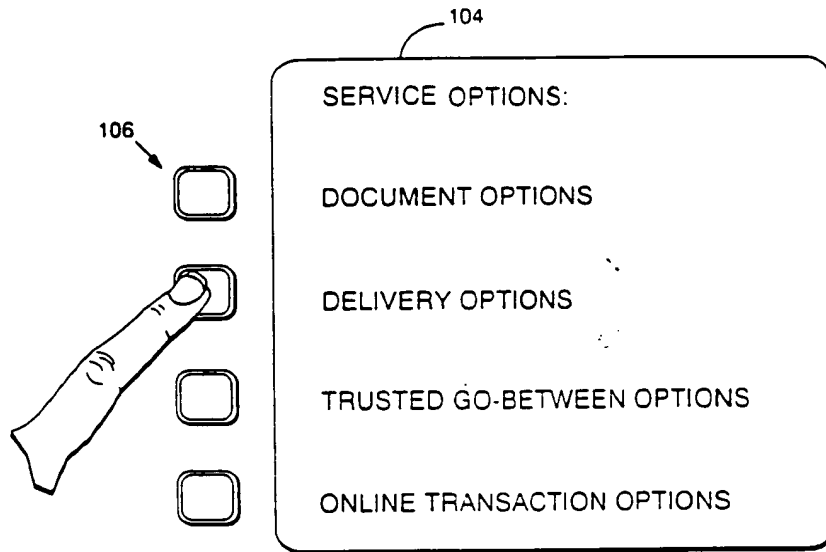 104
SERVICE OPTIONS:
106
DOCUMENT OPTIONS
DELIVERY OPTIONS
TRUSTED GO-BETWEEN OPTIONS
ONLINE TRANSACTION OPTIONS